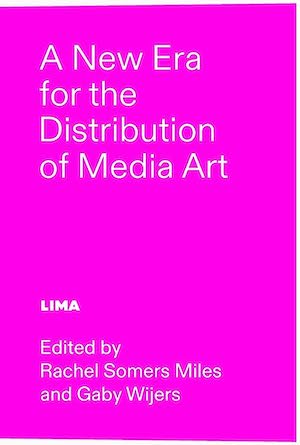 A New Era
for the
Distribution
of Media Art
LIMA
Edited by
Rachel Somers Miles
and Gaby Wijers